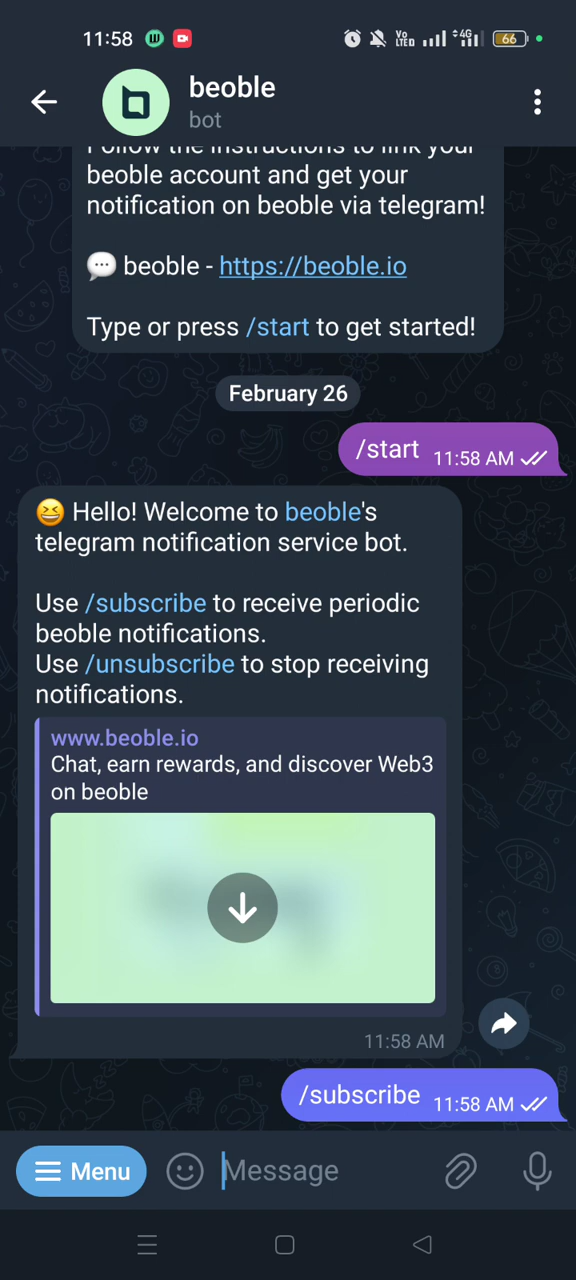 11:58
Vo
LTED
4G
66
beoble
bot
Follow the instructions to link your
beoble account and get your
notification on beoble via telegram!
💬 beoble - https://beoble.io
Type or press /start to get started!
February 26
/start 11:58 AM
😆 Hello! Welcome to beoble's
telegram notification service bot.
Use /subscribe to receive periodic
beoble notifications.
Use /unsubscribe to stop receiving
notifications.
www.beoble.io
Chat, earn rewards, and discover Web3
on beoble
11:58 AM
/subscribe 11:58 AM
Menu
Message